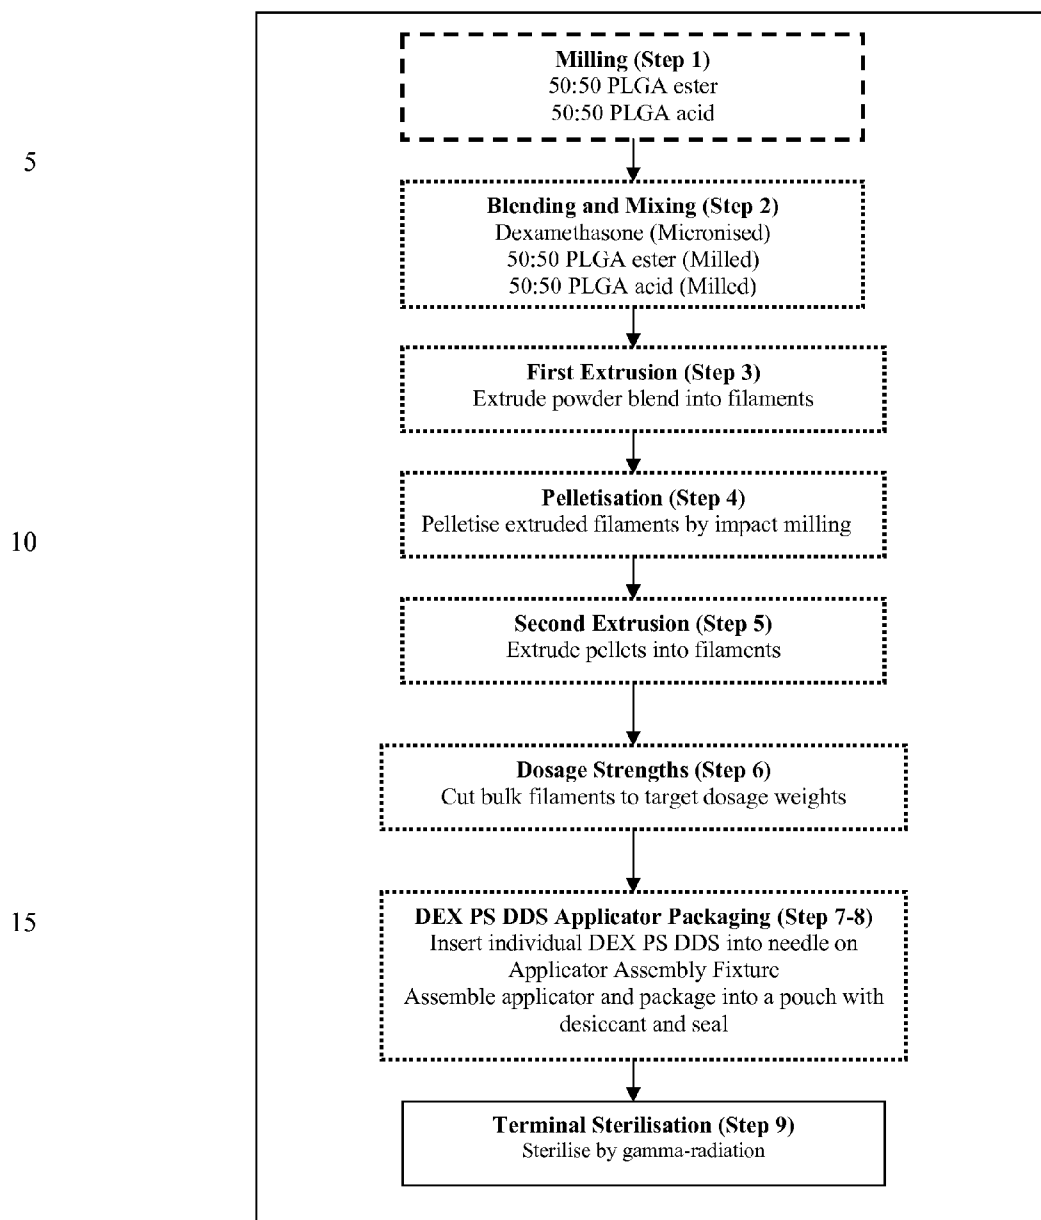 Milling (Step 1)
50:50 PLGA ester
50:50 PLGA acid
5
Blending and Mixing (Step 2)
Dexamethasone (Micronised)
50:50 PLGA ester (Milled)
50:50 PLGA acid (Milled)
First Extrusion (Step 3)
Extrude powder blend into filaments
Pelletisation (Step 4)
Pelletise extruded filaments by impact milling
10
Second Extrusion (Step 5)
Extrude pellets into filaments
Dosage Strengths (Step 6)
Cut bulk filaments to target dosage weights
DEX PS DDS Applicator Packaging (Step 7-8)
15
Insert individual DEX PS DDS into needle on
Applicator Assembly Fixture
Assemble applicator and package into a pouch with
desiccant and seal
Terminal Sterilisation (Step 9)
Sterilise by gamma-radiation